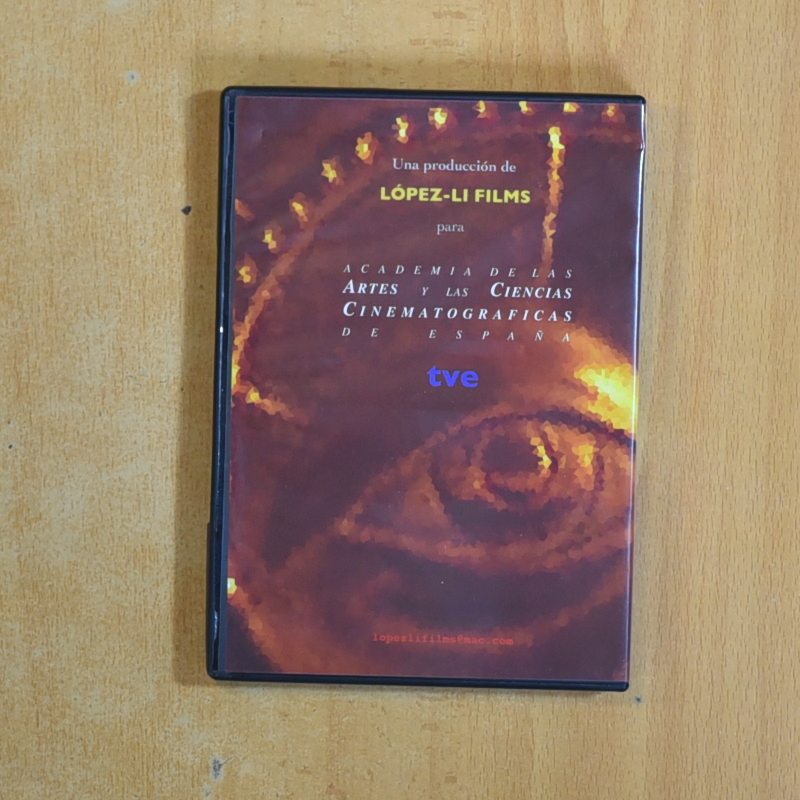 Una producción de
LÓPEZ-LI FILMS
para
ACADEMIA DE LAS
ARTES Y LAS CIENCIAS
CINEMATOGRAFICAS
DE ESPAÑA
tve
lopezlifilms@mac.com